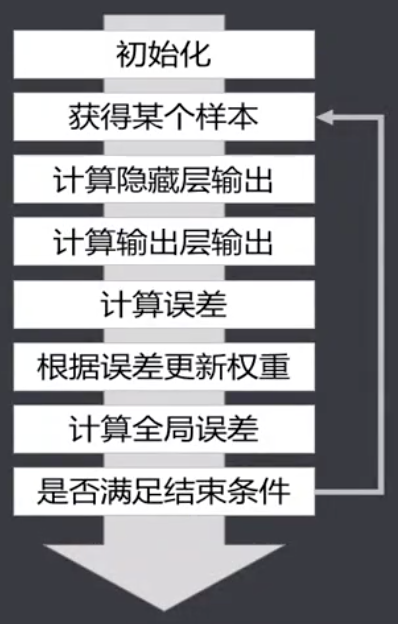 初始化
获得某个样本
计算隐藏层输出
计算输出层输出
计算误差
根据误差更新权重
计算全局误差
是否满足结束条件